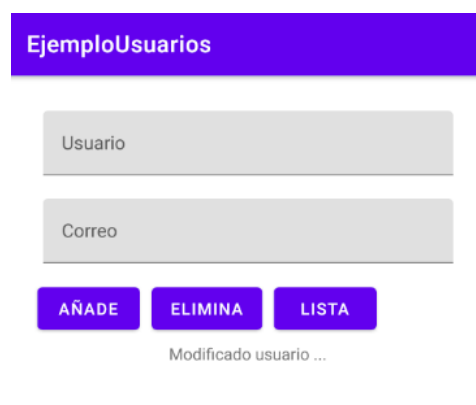 EjemploUsuarios
Usuario
Correo
AÑADE ELIMINA LISTA
Modificado usuario ...